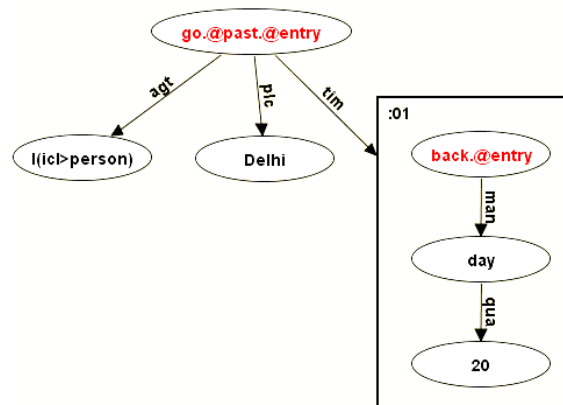 go.@past.@entry
agt
plc
tim
:01
I(icl>person)
Delhi
back.@entry
man
day
qua
20